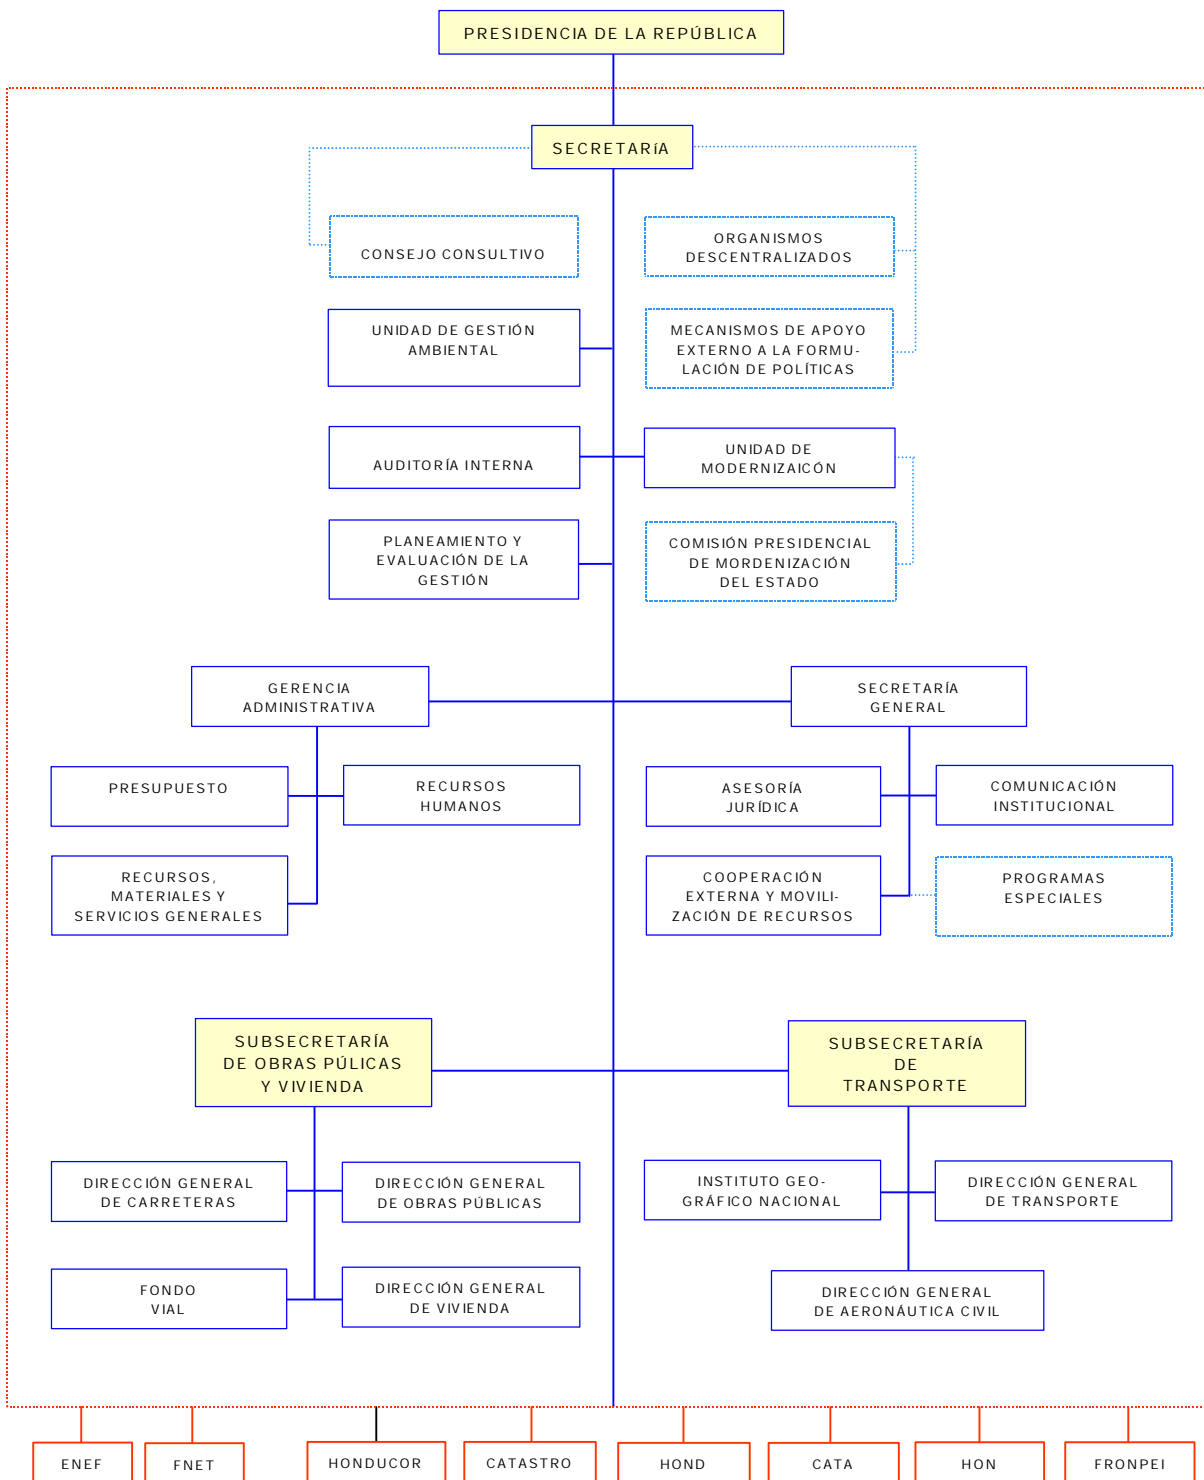 PRESIDENCIA DE LA REPÚBLICA
SECRETARíA
CONSEJO CONSULTIVO
ORGANISMOS
DESCENTRALIZADOS
UNIDAD DE GESTIÓN
AMBIENTAL
MECANISMOS DE APOYO
EXTERNO A LA FORMU-
LACIÓN DE POLÍTICAS
AUDITORÍA INTERNA
UNIDAD DE
MODERNIZAICÓN
PLANEAMIENTO Y
EVALUACIÓN DE LA
GESTIÓN
COMISIÓN PRESIDENCIAL
DE MORDENIZACIÓN
DEL ESTADO
GERENCIA
ADMINISTRATIVA
SECRETARÍA
GENERAL
PRESUPUESTO
RECURSOS
HUMANOS
ASESORÍA
JURÍDICA
COMUNICACIÓN
INSTITUCIONAL
RECURSOS,
MATERIALES Y
SERVICIOS GENERALES
COOPERACIÓN
EXTERNA Y MOVILI-
ZACIÓN DE RECURSOS
PROGRAMAS
ESPECIALES
SUBSECRETARÍA
DE OBRAS PÚLICAS
Y VIVIENDA
SUBSECRETARÍA
DE
TRANSPORTE
DIRECCIÓN GENERAL
DE CARRETERAS
DIRECCIÓN GENERAL
DE OBRAS PÚBLICAS
INSTITUTO GEO-
GRÁFICO NACIONAL
DIRECCIÓN GENERAL
DE TRANSPORTE
FONDO
VIAL
DIRECCIÓN GENERAL
DE VIVIENDA
DIRECCIÓN GENERAL
DE AERONÁUTICA CIVIL
ENEF
FNET
HONDUCOR
CATASTRO
HOND
CATA
HON
FRONPEI